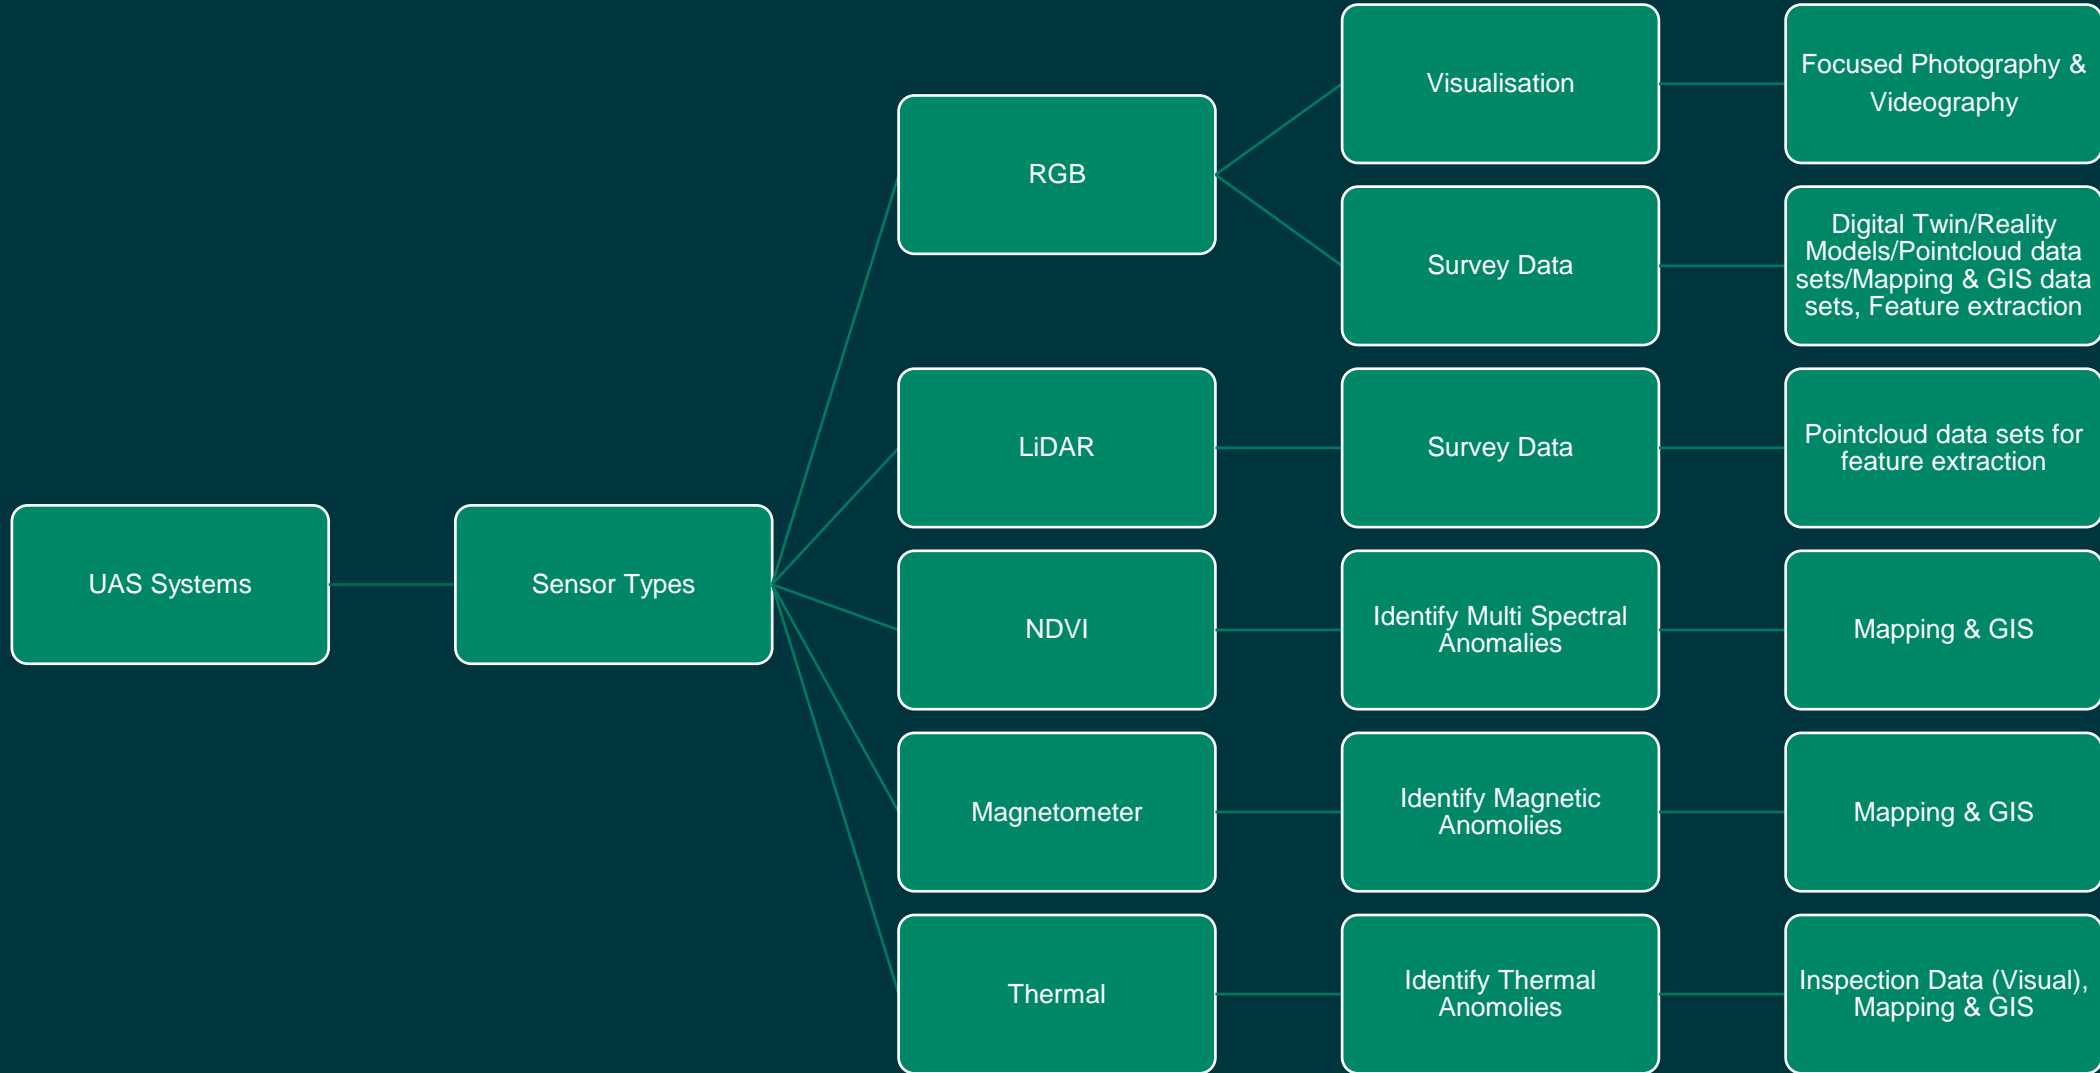 UAS Systems
Sensor Types
RGB
Visualisation
Focused Photography &
Videography
Survey Data
Digital Twin/Reality
Models/Pointcloud data
sets/Mapping & GIS data
sets, Feature extraction
LiDAR
Survey Data
Pointcloud data sets for
feature extraction
NDVI
Identify Multi Spectral
Anomalies
Mapping & GIS
Magnetometer
Identify Magnetic
Anomolies
Mapping & GIS
Thermal
Identify Thermal
Anomolies
Inspection Data (Visual),
Mapping & GIS